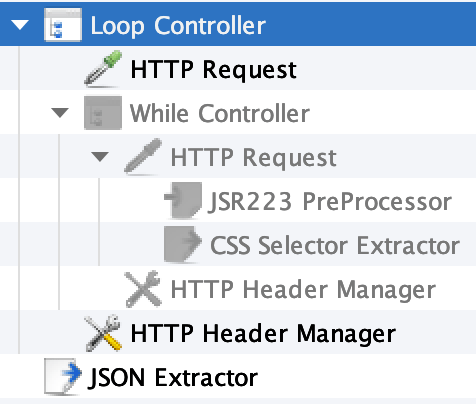 Loop Controller
HTTP Request
While Controller
HTTP Request
JSR223 PreProcessor
CSS Selector Extractor
HTTP Header Manager
HTTP Header Manager
JSON Extractor